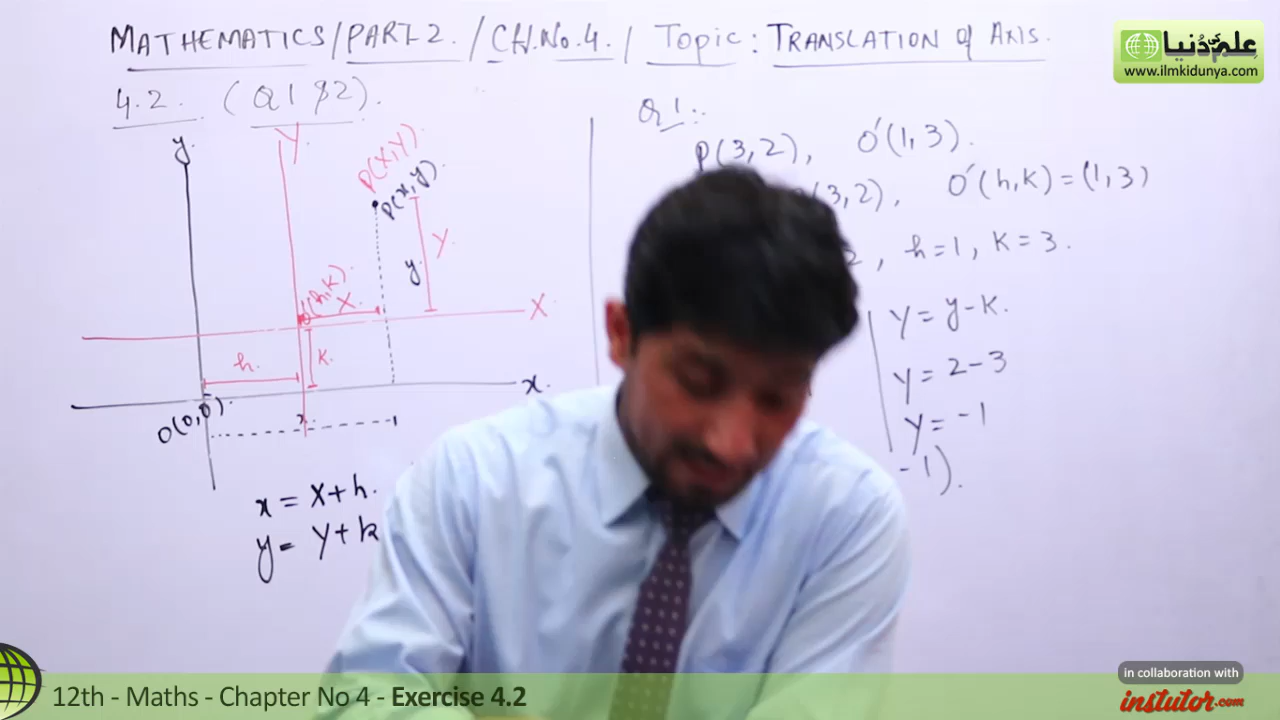 MATHEMATICS/PART-2./CH.No.4./ Topic: TRANSLATION of AXIS.
علم کی دنیا
www.ilmkidunya.com
4.2. (Q1 & 2).
Q1:-
y
Y.
P(X,Y).
P(x,y).
P(3,2), O'(1,3).
(3,2), O'(h,k) = (1,3)
2, h=1, k=3.
Y.
y
O'(h,k).
X.
X
Y = y-k.
k.
h.
Y = 2-3
x.
O(0,0).
x
Y = -1
-1).
x = X+h.
y = Y+k
in collaboration with
instutor.com
12th - Maths - Chapter No 4 - Exercise 4.2